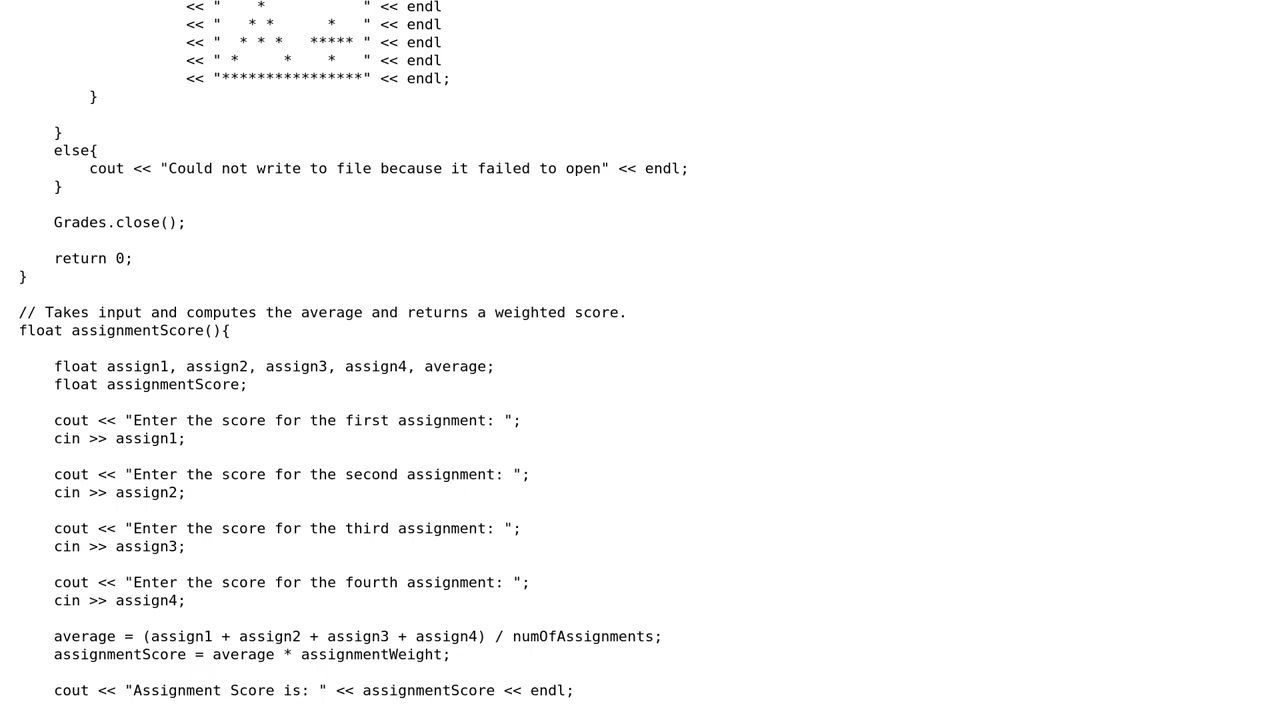 << "    *           " << endl
                   << "   * *      *   " << endl
                   << "  * * *   ***** " << endl
                   << " *     *    *   " << endl
                   << "****************" << endl;
        }

    }
    else{
        cout << "Could not write to file because it failed to open" << endl;
    }

    Grades.close();

    return 0;
}

// Takes input and computes the average and returns a weighted score.
float assignmentScore(){

    float assign1, assign2, assign3, assign4, average;
    float assignmentScore;

    cout << "Enter the score for the first assignment: ";
    cin >> assign1;

    cout << "Enter the score for the second assignment: ";
    cin >> assign2;

    cout << "Enter the score for the third assignment: ";
    cin >> assign3;

    cout << "Enter the score for the fourth assignment: ";
    cin >> assign4;

    average = (assign1 + assign2 + assign3 + assign4) / numOfAssignments;
    assignmentScore = average * assignmentWeight;

    cout << "Assignment Score is: " << assignmentScore << endl;